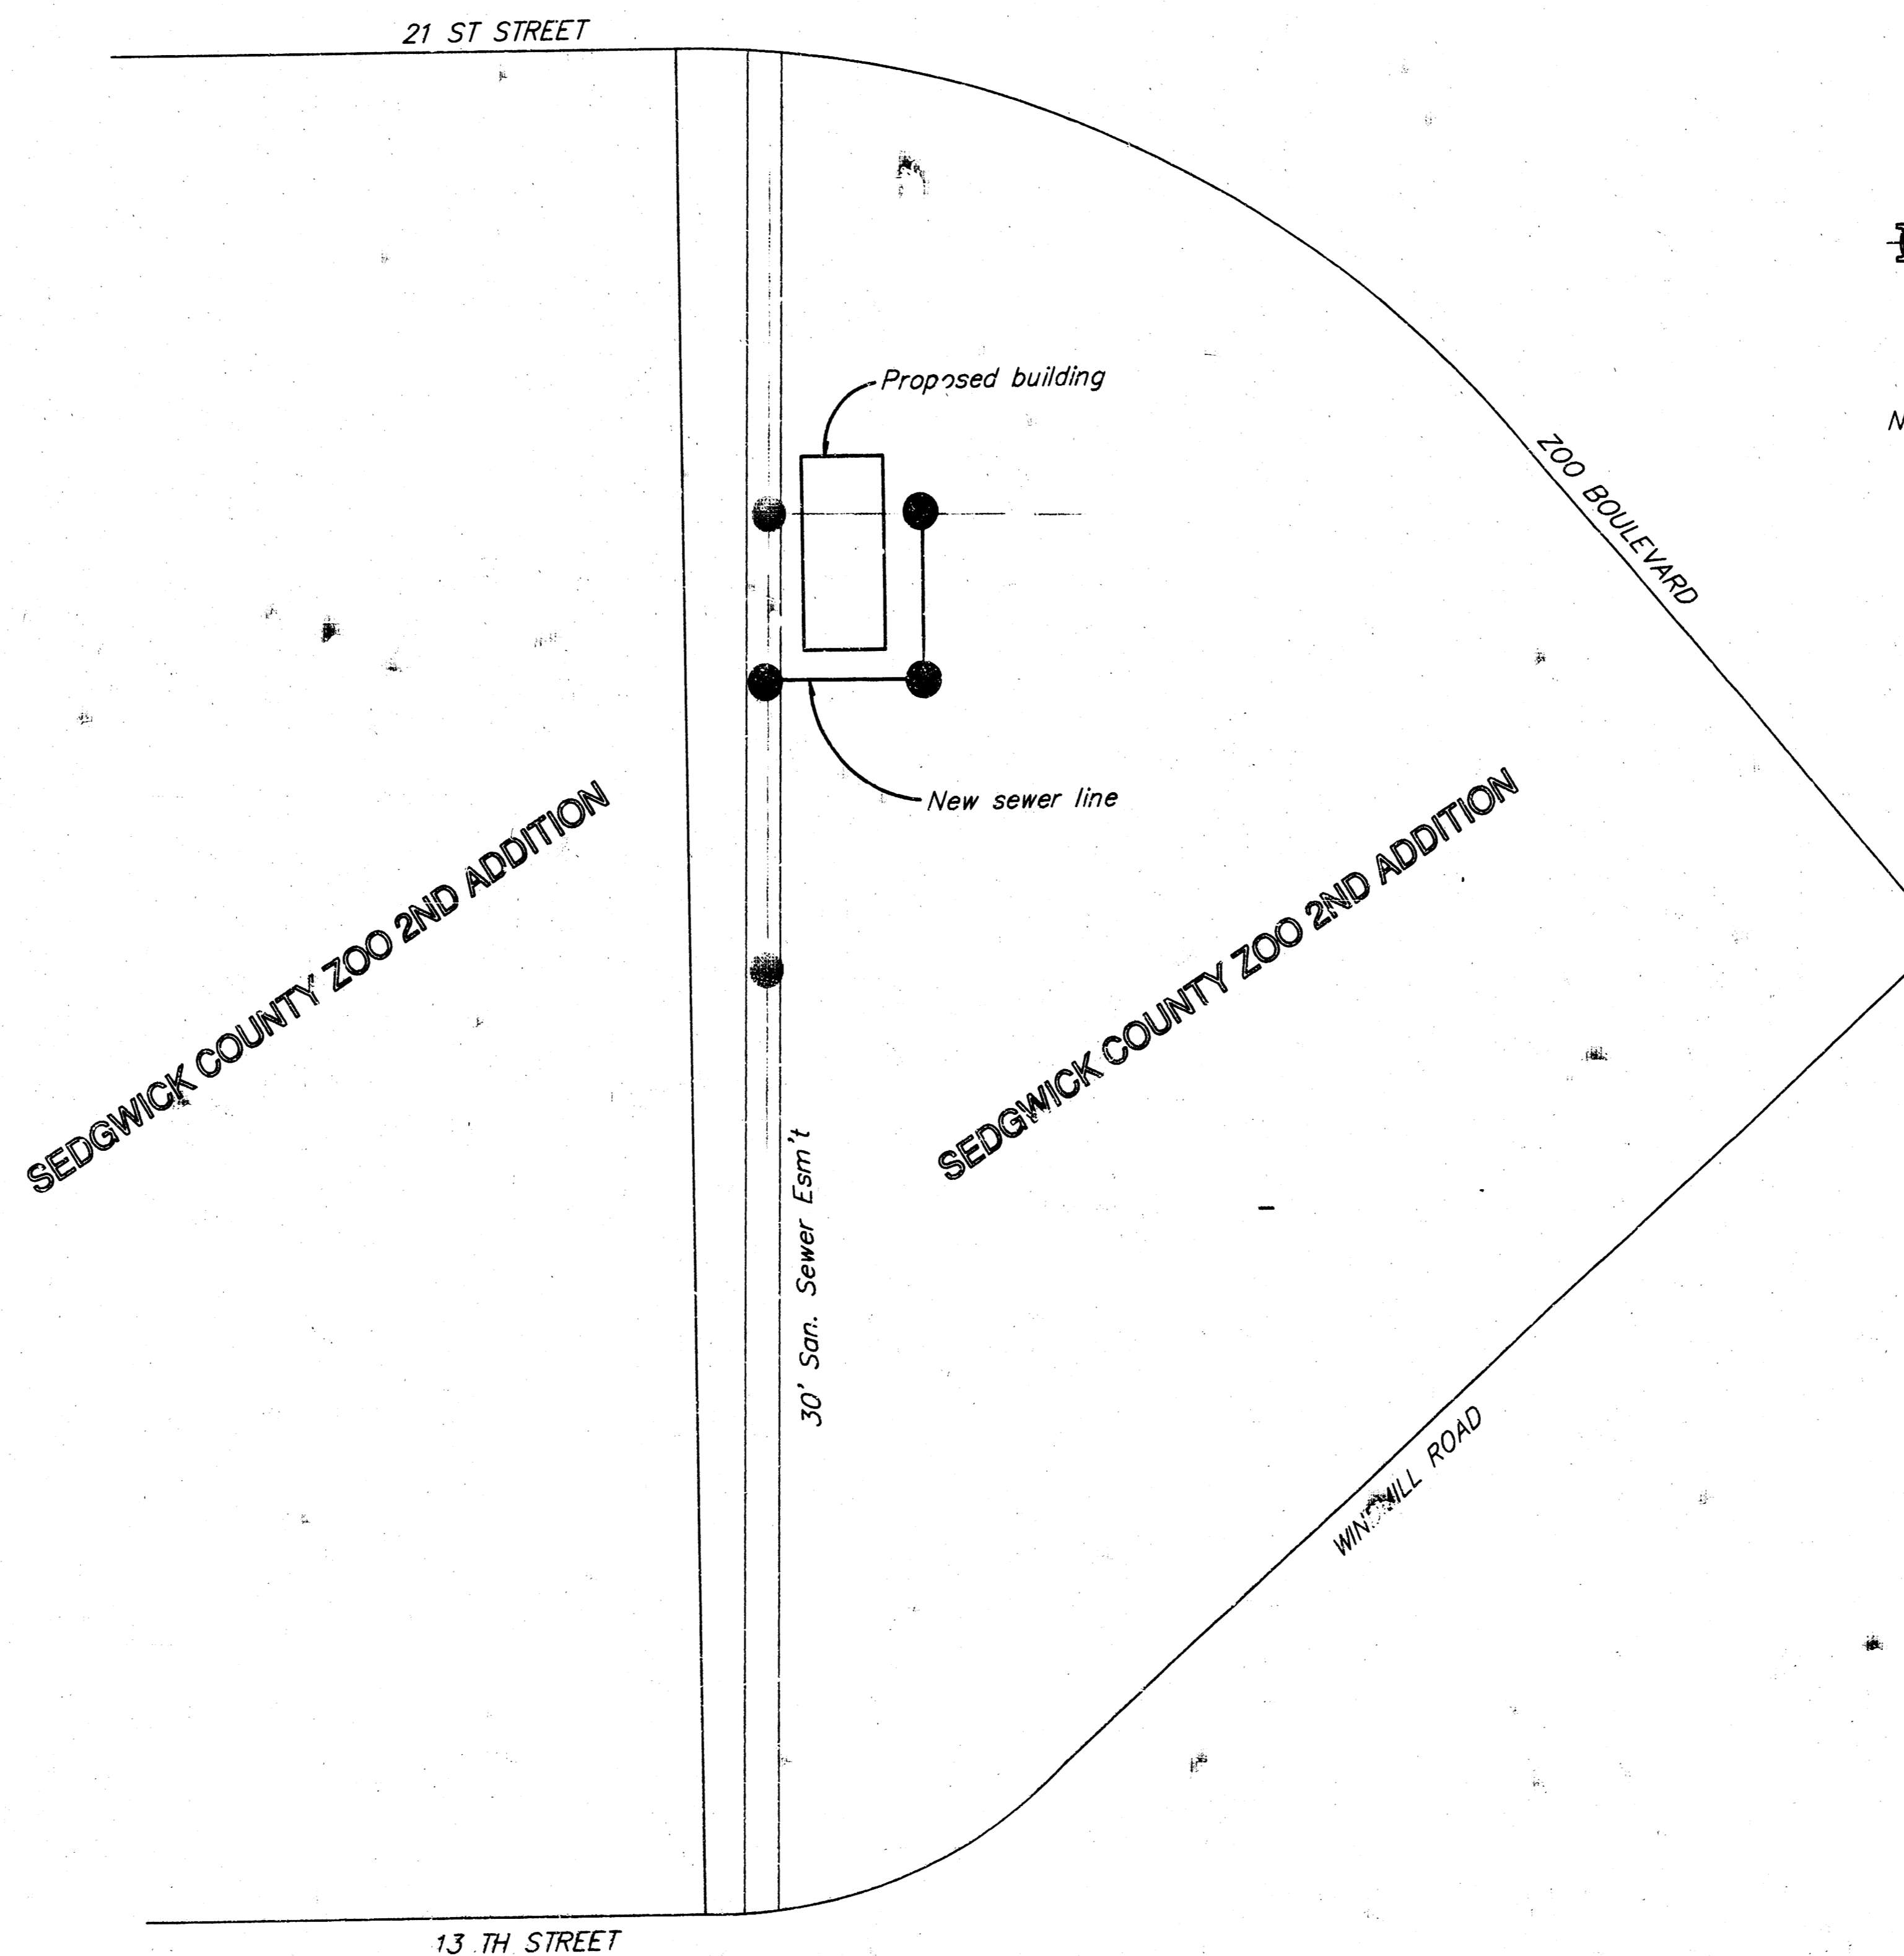 21 ST STREET
Proposed building
ZOO BOULEVARD
New sewer line
SEDGWICK COUNTY ZOO 2ND ADDITION
SEDGWICK COUNTY ZOO 2ND ADDITION
30' San. Sewer Esm't
WINDMILL ROAD
13 TH STREET